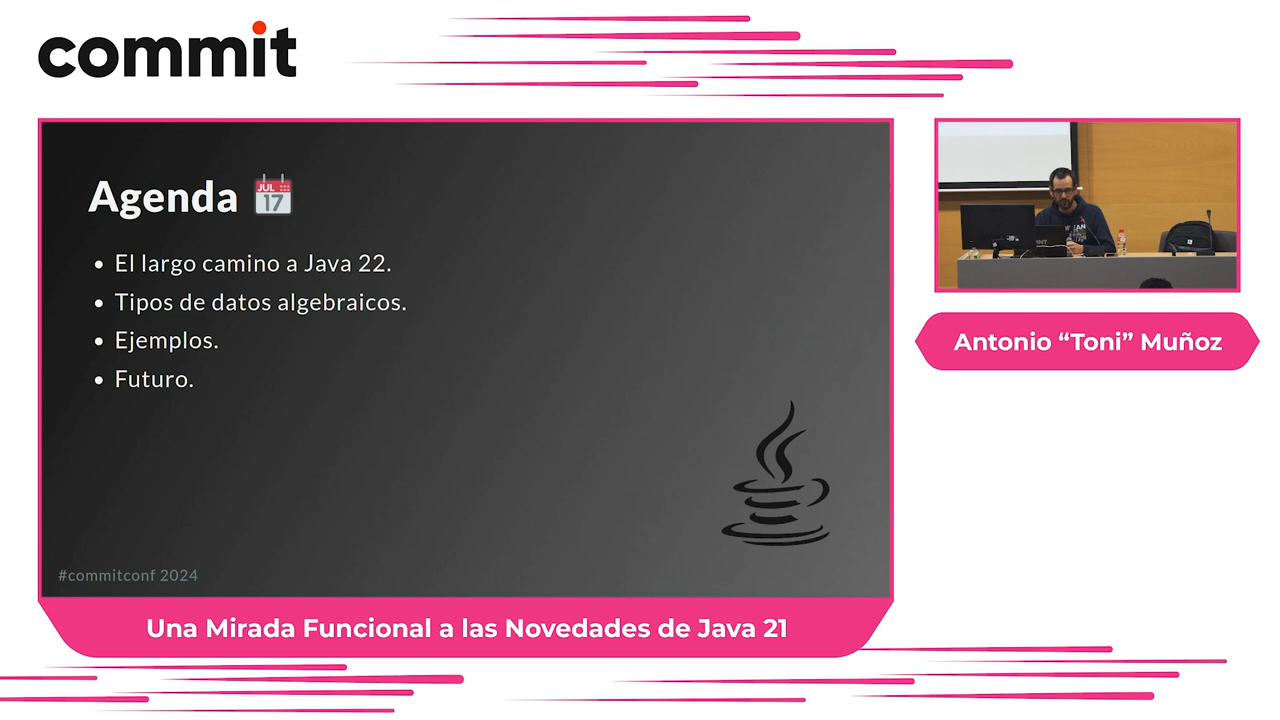 commit
Agenda
JUL
17
El largo camino a Java 22.
Tipos de datos algebraicos.
Ejemplos.
Futuro.
#commitconf 2024
Una Mirada Funcional a las Novedades de Java 21
Antonio “Toni” Muñoz